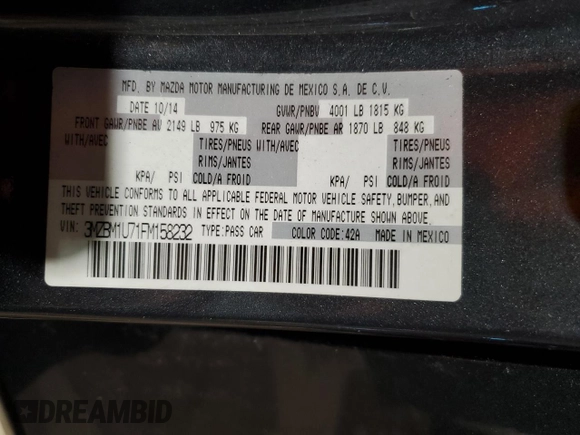 MFD. BY MAZDA MOTOR MANUFACTURING DE MEXICO S.A. DE C.V.
DATE 10/14 GVWR/PNBV 4001 LB 1815 KG
FRONT GAWR/PNBE AV 2149 LB 975 KG REAR GAWR/PNBE AR 1870 LB 848 KG
WITH/AVEC TIRES/PNEUS WITH/AVEC TIRES/PNEUS
RIMS/JANTES RIMS/JANTES
KPA/ PSI COLD/A FROID KPA/ PSI COLD/A FROID
THIS VEHICLE CONFORMS TO ALL APPLICABLE FEDERAL MOTOR VEHICLE SAFETY, BUMPER, AND
THEFT PREVENTION STANDARDS IN EFFECT ON THE DATE OF MANUFACTURE SHOWN ABOVE.
VIN: 3MZBM1U71FM158232 TYPE:PASS CAR COLOR CODE:42A MADE IN MEXICO
DREAMBID